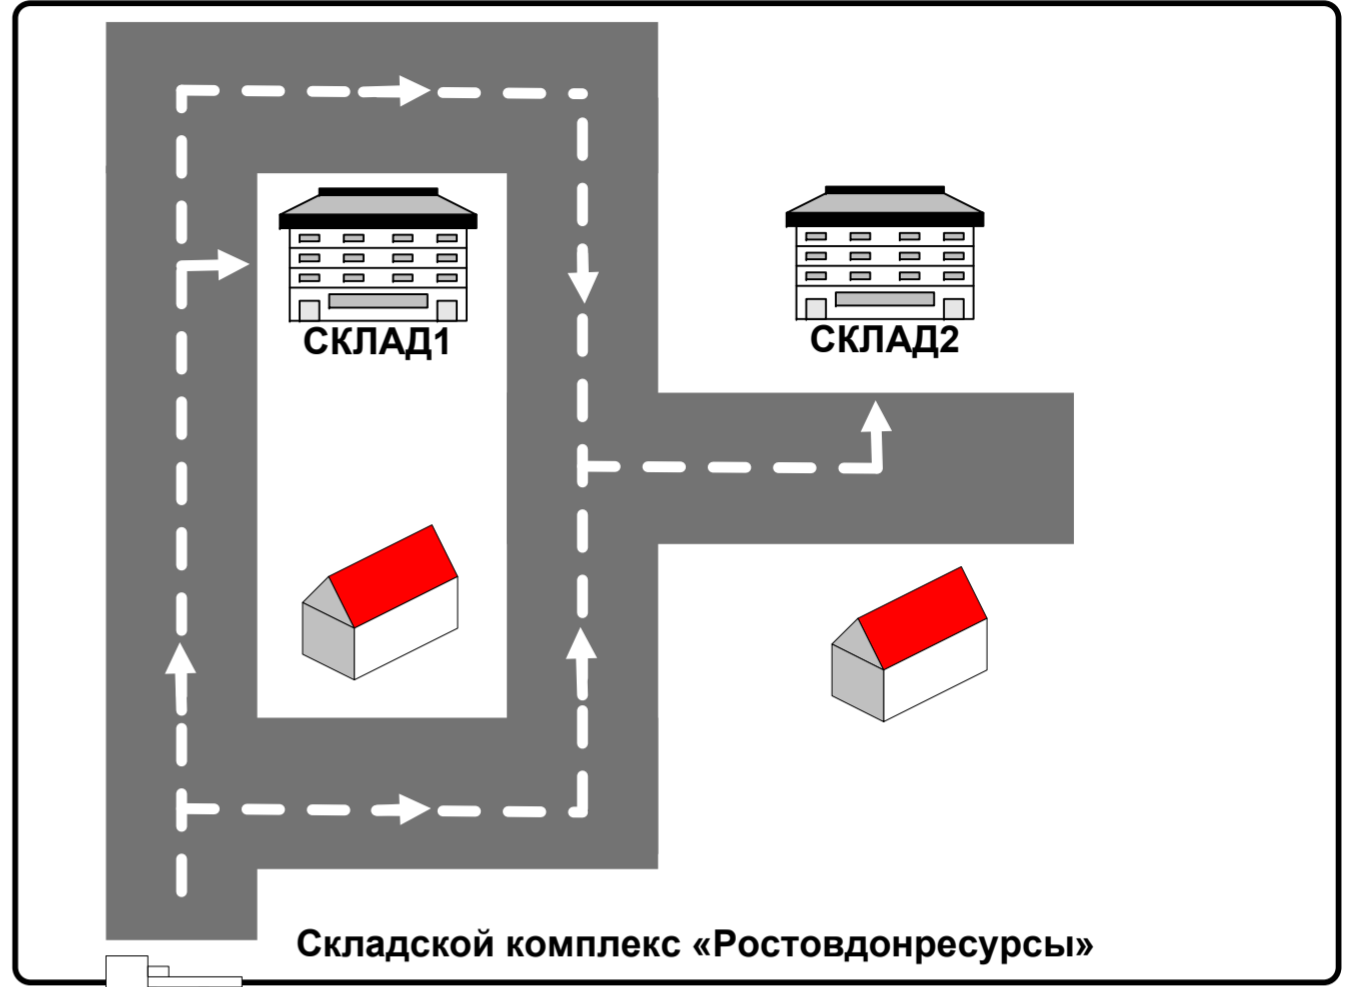 СКЛАД1
СКЛАД2
Складской комплекс «Ростовдонресурсы»